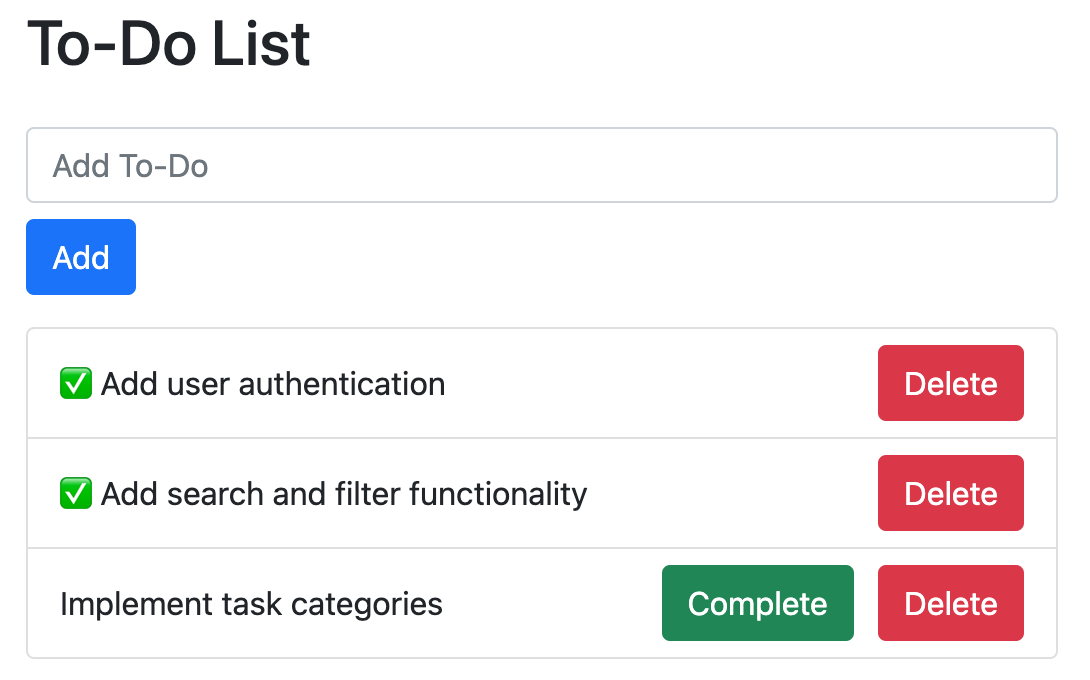 To-Do List
Add To-Do
Add
✅ Add user authentication Delete
✅ Add search and filter functionality Delete
Implement task categories Complete Delete